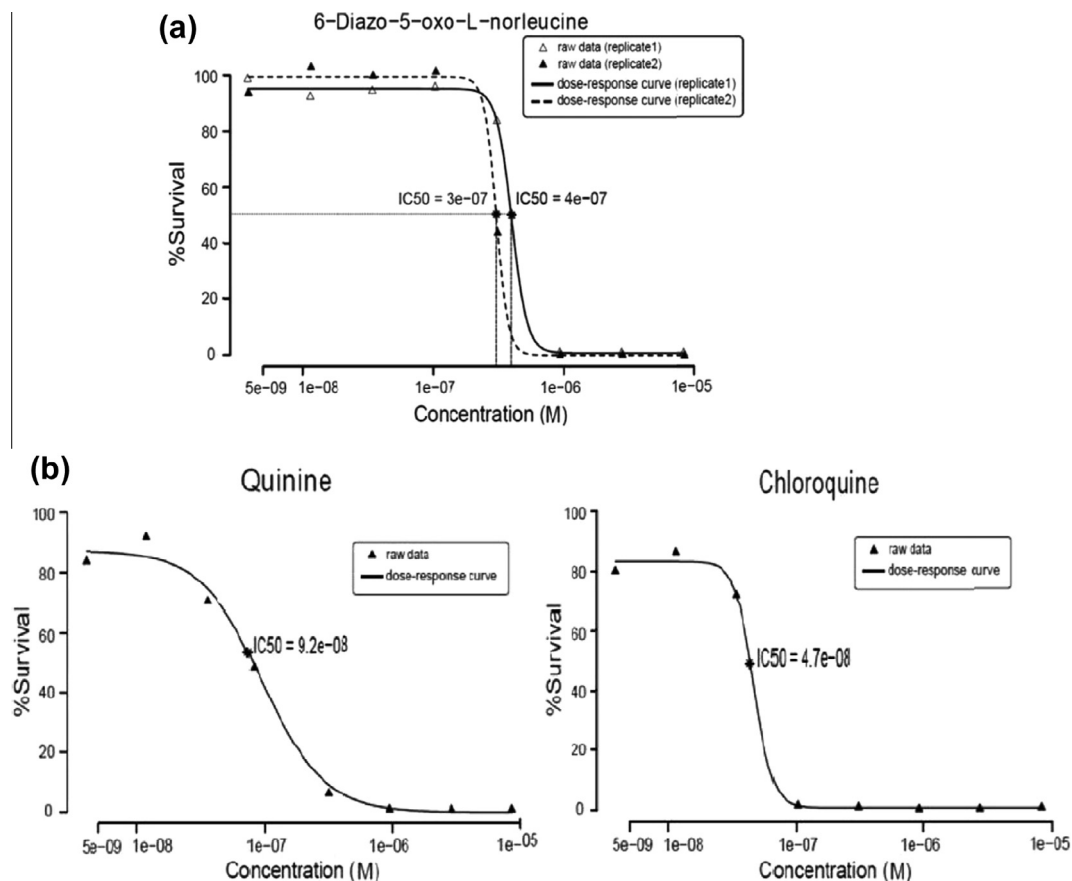 (a)
6-Diazo-5-oxo-L-norleucine
raw data (replicate1)
raw data (replicate2)
dose-response curve (replicate1)
dose-response curve (replicate2)
%Survival
100
80
60
40
20
0
IC50 = 3e-07
IC50 = 4e-07
5e-09
1e-08
1e-07
1e-06
1e-05
Concentration (M)
(b)
Quinine
raw data
dose-response curve
%Survival
100
80
60
40
20
0
IC50 = 9.2e-08
5e-09
1e-08
1e-07
1e-06
1e-05
Concentration (M)
Chloroquine
raw data
dose-response curve
%Survival
100
80
60
40
20
0
IC50 = 4.7e-08
5e-09
1e-08
1e-07
1e-06
1e-05
Concentration (M)